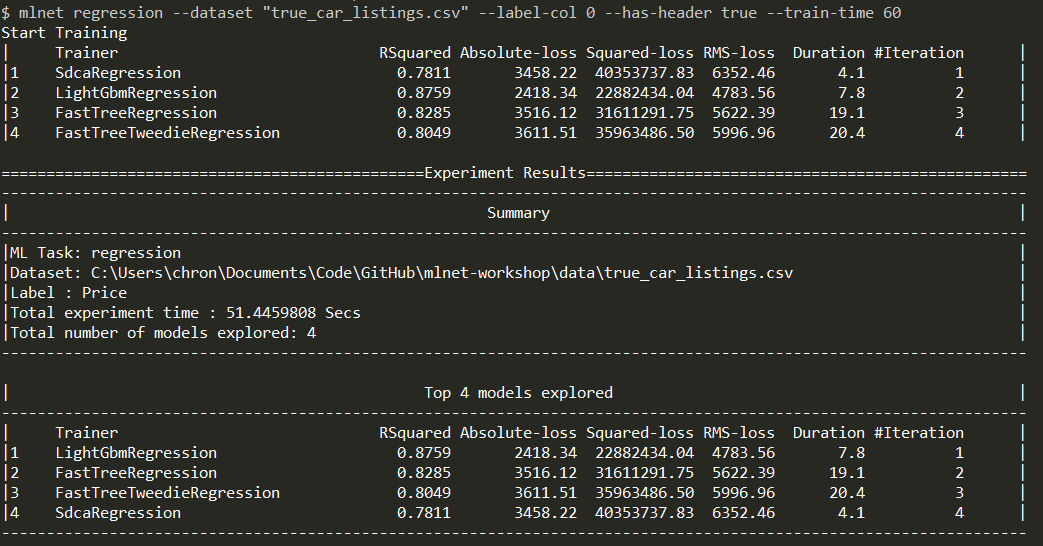 $ mlnet regression --dataset "true_car_listings.csv" --label-col 0 --has-header true --train-time 60
Start Training
|     Trainer                             RSquared Absolute-loss Squared-loss RMS-loss  Duration #Iteration      |
|1    SdcaRegression                        0.7811       3458.22  40353737.83  6352.46       4.1          1      |
|2    LightGbmRegression                    0.8759       2418.34  22882434.04  4783.56       7.8          2      |
|3    FastTreeRegression                    0.8285       3516.12  31611291.75  5622.39      19.1          3      |
|4    FastTreeTweedieRegression             0.8049       3611.51  35963486.50  5996.96      20.4          4      |
===============================================Experiment Results=================================================
------------------------------------------------------------------------------------------------------------------
|                                                     Summary                                                    |
------------------------------------------------------------------------------------------------------------------
|ML Task: regression                                                                                             |
|Dataset: C:\Users\chron\Documents\Code\GitHub\mlnet-workshop\data\true_car_listings.csv                         |
|Label : Price                                                                                                   |
|Total experiment time : 51.4459808 Secs                                                                         |
|Total number of models explored: 4                                                                              |
------------------------------------------------------------------------------------------------------------------
|                                              Top 4 models explored                                             |
------------------------------------------------------------------------------------------------------------------
|     Trainer                             RSquared Absolute-loss Squared-loss RMS-loss  Duration #Iteration      |
|1    LightGbmRegression                    0.8759       2418.34  22882434.04  4783.56       7.8          1      |
|2    FastTreeRegression                    0.8285       3516.12  31611291.75  5622.39      19.1          2      |
|3    FastTreeTweedieRegression             0.8049       3611.51  35963486.50  5996.96      20.4          3      |
|4    SdcaRegression                        0.7811       3458.22  40353737.83  6352.46       4.1          4      |
------------------------------------------------------------------------------------------------------------------